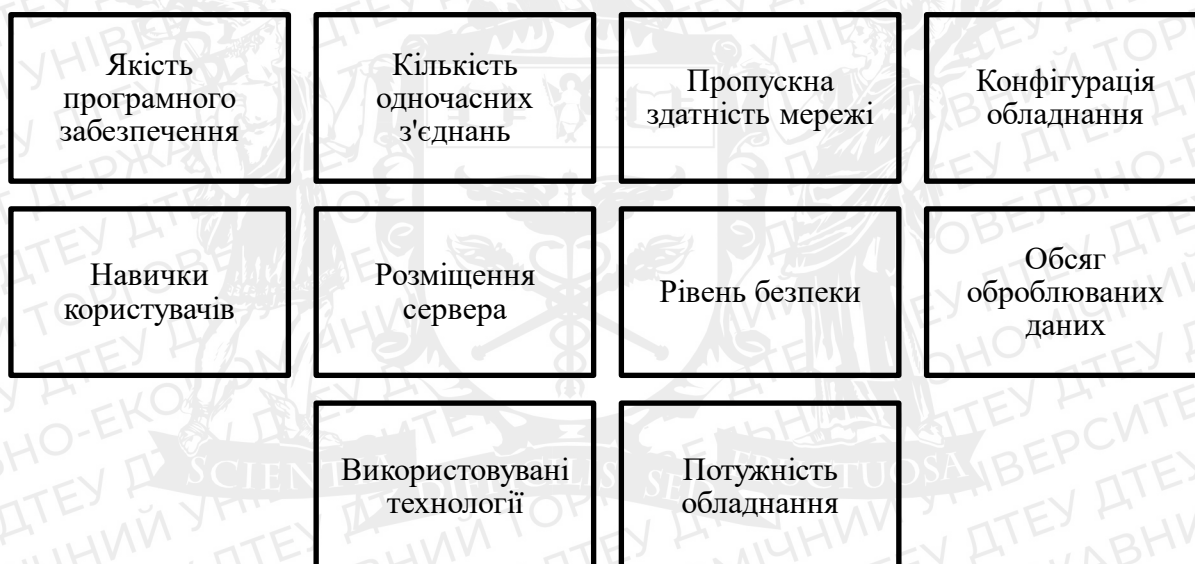 Якість
програмного
забезпечення
Кількість
одночасних
з'єднань
Пропускна
здатність мережі
Конфігурація
обладнання
Навички
користувачів
Розміщення
сервера
Рівень безпеки
Обсяг
оброблюваних
даних
Використовувані
технології
Потужність
обладнання